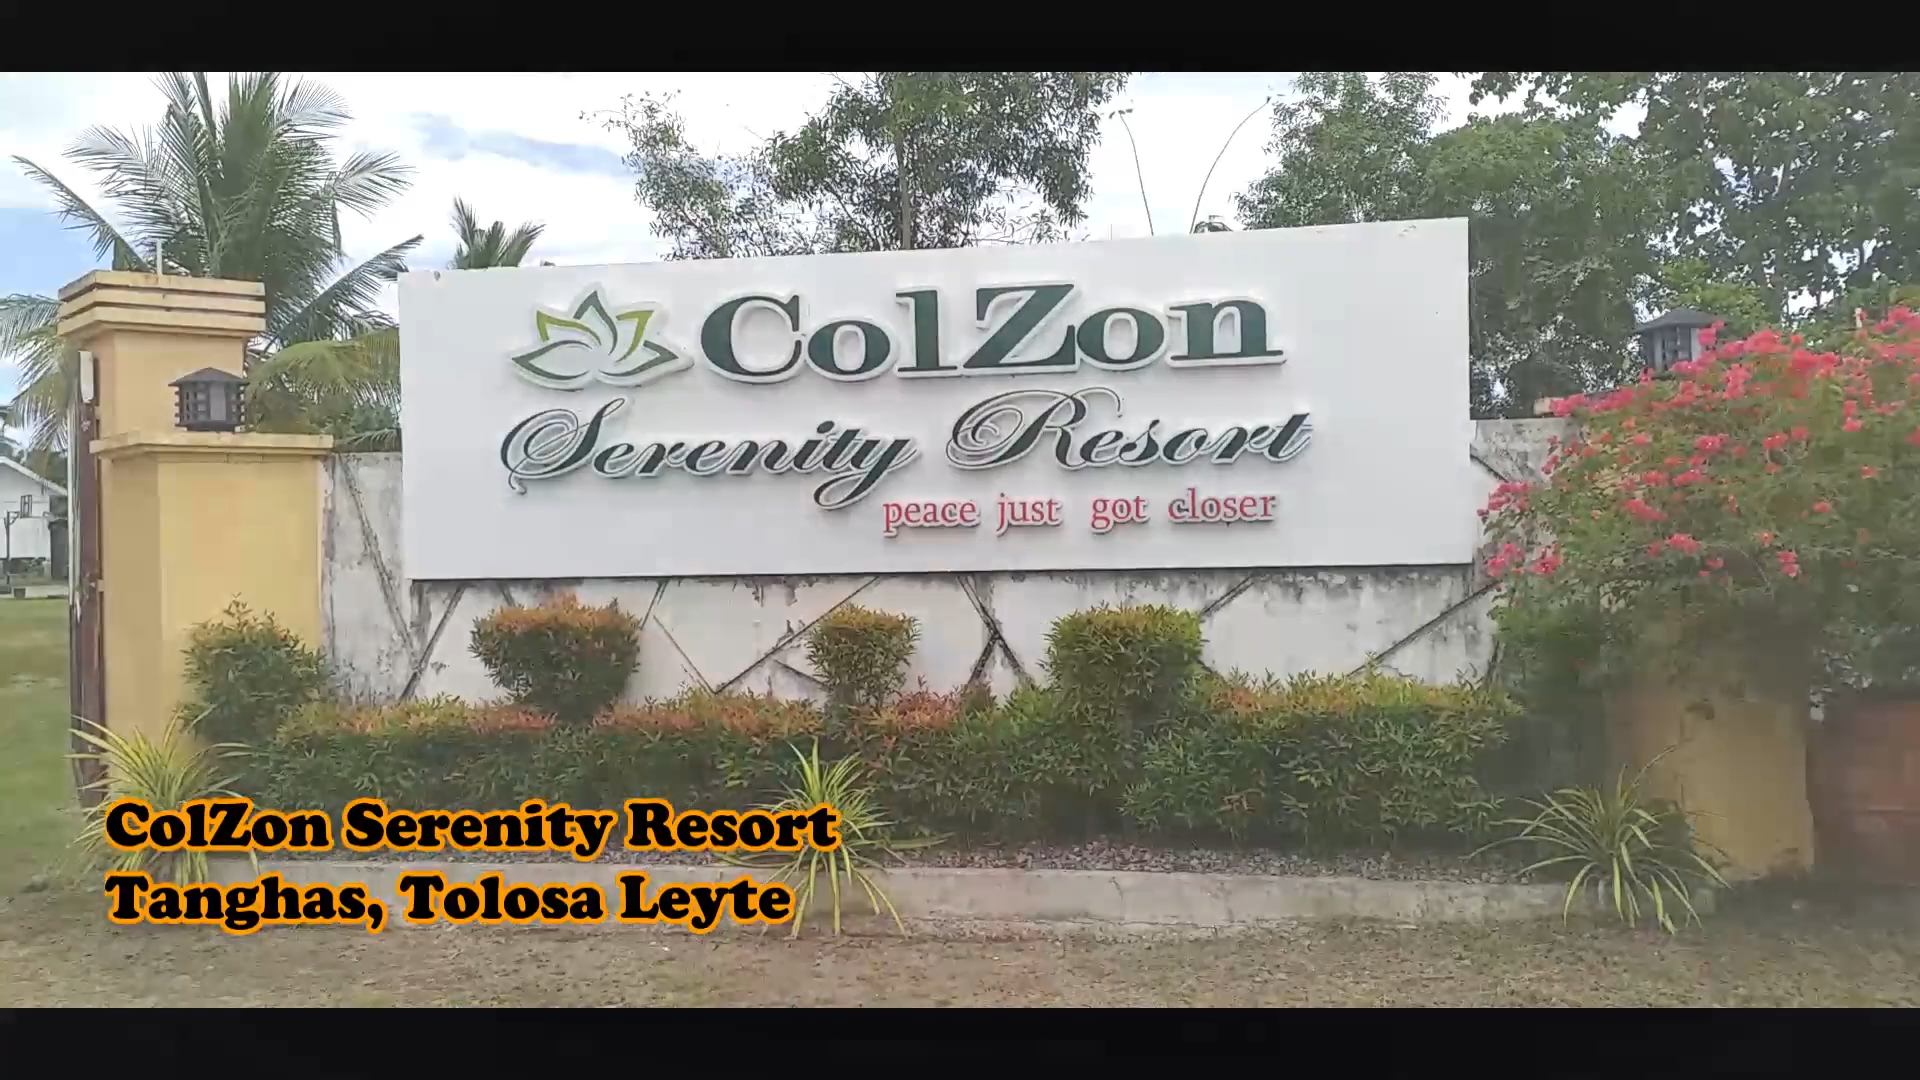 ColZon
Serenity Resort
peace just got closer
ColZon Serenity Resort
Tanghas, Tolosa Leyte